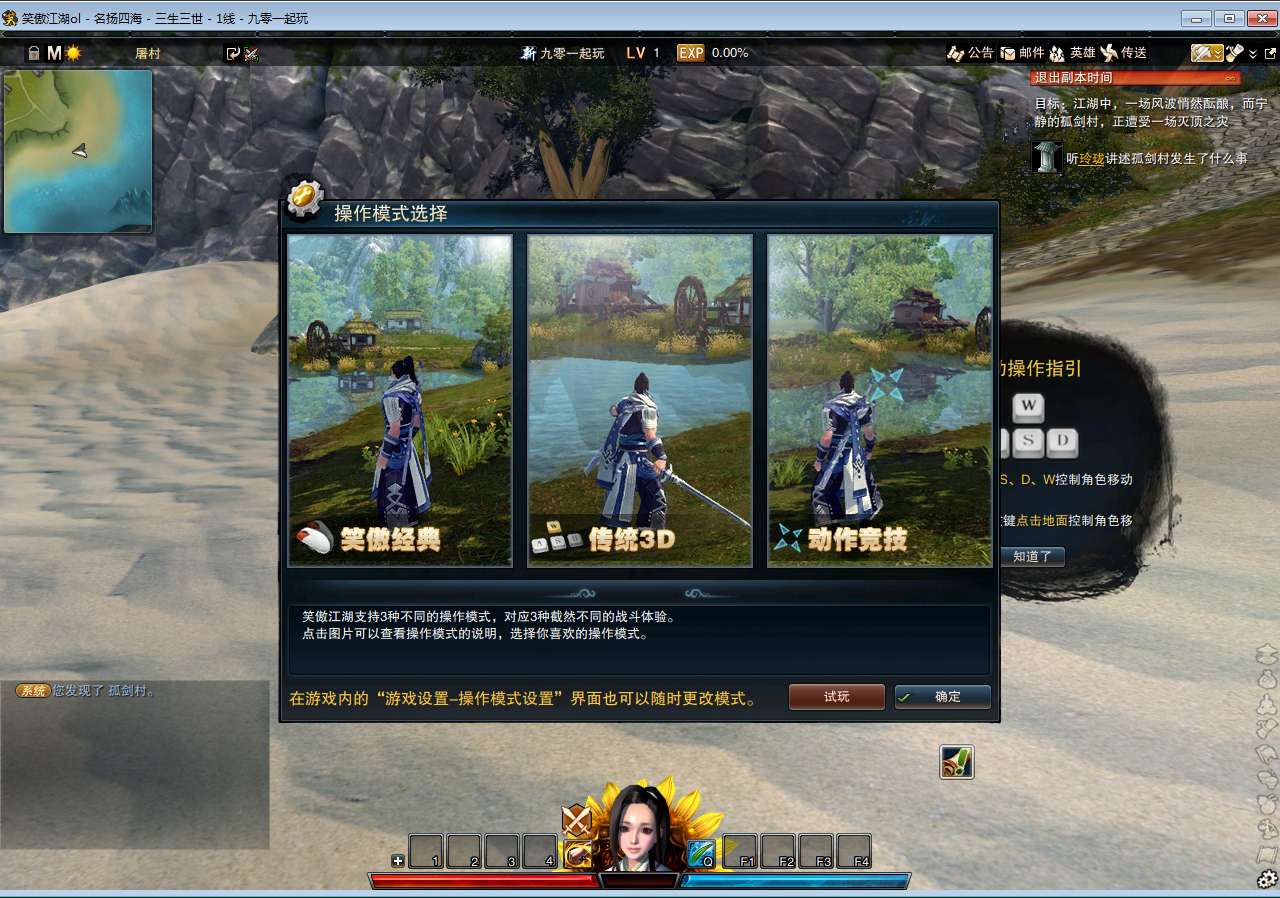 笑傲江湖ol - 名扬四海 - 三生三世 - 1线 - 九零一起玩
M
屠村
新 九零一起玩 LV 1 EXP 0.00%
公告 邮件 英雄 传送
退出副本时间
目标：江湖中，一场风波悄然酝酿，而宁
静的孤剑村，正遭受一场灭顶之灾
听玲珑讲述孤剑村发生了什么事
操作模式选择
笑傲经典
W
A S D
传统3D
动作竞技
操作指引
W
S D
S、D、W控制角色移动
键点击地面控制角色移
知道了
笑傲江湖支持3种不同的操作模式，对应3种截然不同的战斗体验。
点击图片可以查看操作模式的说明，选择你喜欢的操作模式。
在游戏内的“游戏设置-操作模式设置”界面也可以随时更改模式。
试玩
确定
系统 您发现了 孤剑村。
1 2 3 4 Q F1 F2 F3 F4